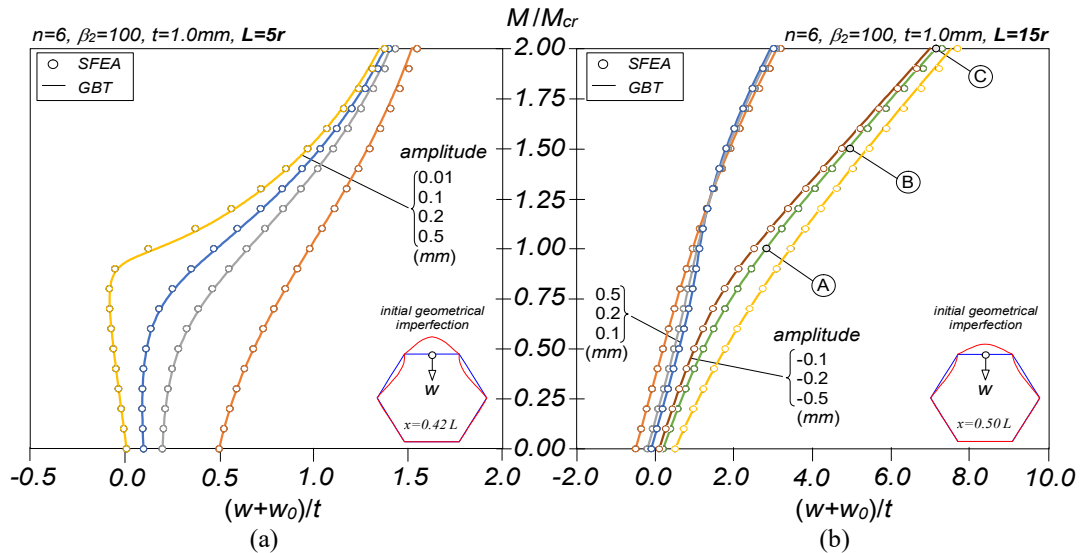 M/Mcr
n=6, β2=100, t=1.0mm, L=5r
SFEA
GBT
amplitude
0.01
0.1
0.2
0.5
(mm)
initial geometrical
imperfection
w
x=0.42 L
-0.5
0.0
0.5
1.0
1.5
2.0
(w+w0)/t
(a)
2.00
1.75
1.50
1.25
1.00
0.75
0.50
0.25
0.00
n=6, β2=100, t=1.0mm, L=15r
SFEA
GBT
C
B
A
0.5
0.2
0.1
(mm)
amplitude
-0.1
-0.2
-0.5
(mm)
initial geometrical
imperfection
w
x=0.50 L
-2.0
0.0
2.0
4.0
6.0
8.0
10.0
(w+w0)/t
(b)